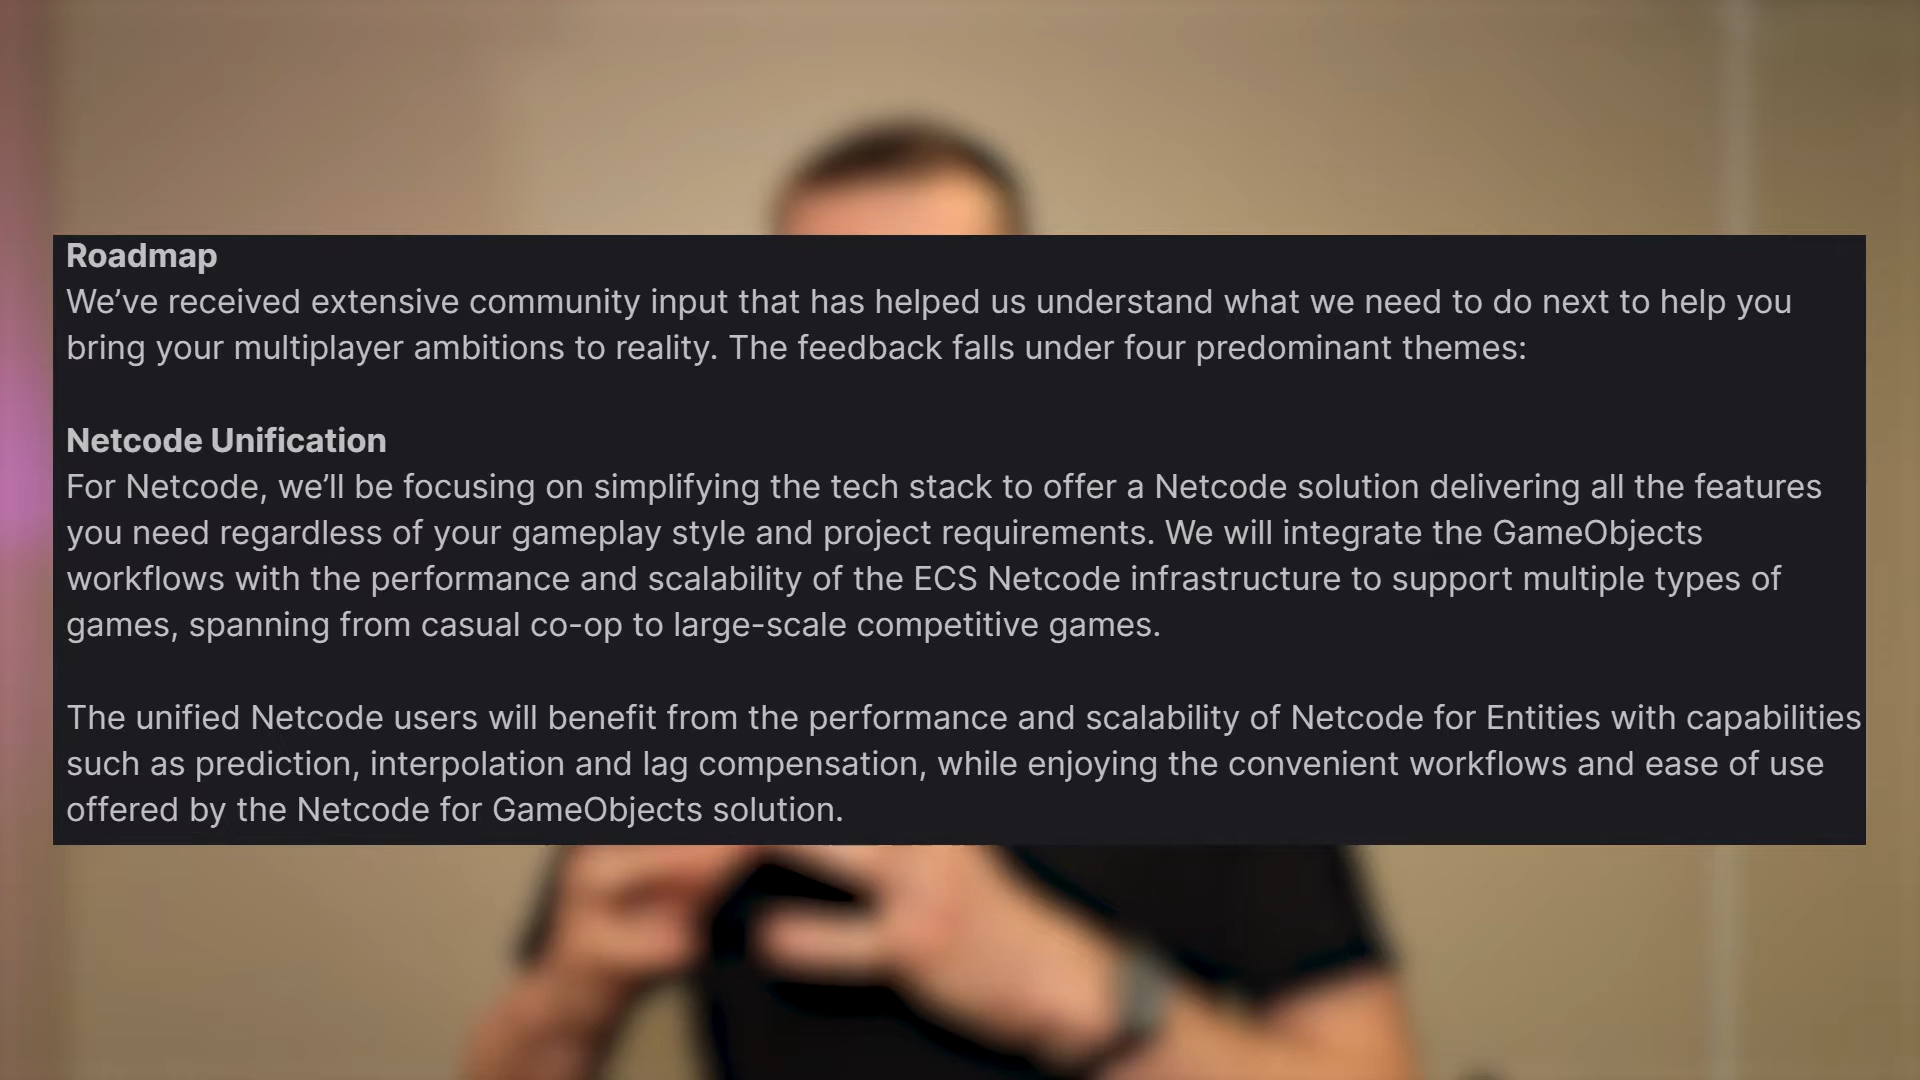 Roadmap
We’ve received extensive community input that has helped us understand what we need to do next to help you
bring your multiplayer ambitions to reality. The feedback falls under four predominant themes:
Netcode Unification
For Netcode, we’ll be focusing on simplifying the tech stack to offer a Netcode solution delivering all the features
you need regardless of your gameplay style and project requirements. We will integrate the GameObjects
workflows with the performance and scalability of the ECS Netcode infrastructure to support multiple types of
games, spanning from casual co-op to large-scale competitive games.
The unified Netcode users will benefit from the performance and scalability of Netcode for Entities with capabilities
such as prediction, interpolation and lag compensation, while enjoying the convenient workflows and ease of use
offered by the Netcode for GameObjects solution.